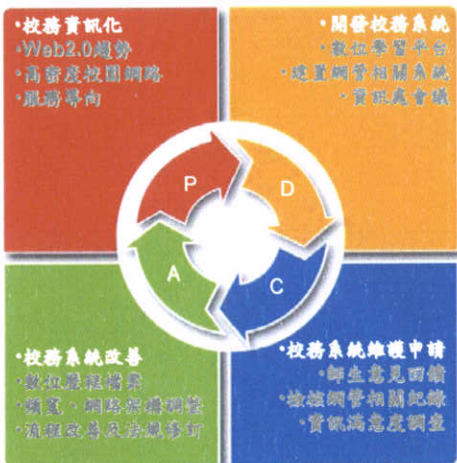 ·校務資訊化
·Web2.0趨勢
·高密度校園網路
·服務導向
·開發校務系統
·數位學習平台
·建置網管相關系統
·資訊處會議
P
D
A
C
·校務系統改善
·數位歷程檔案
·頻寬、網路架構調整
·流程改善及法規修訂
·校務系統維護申請
·師生意見回饋
·檢核網管相關紀錄
·資訊滿意度調查